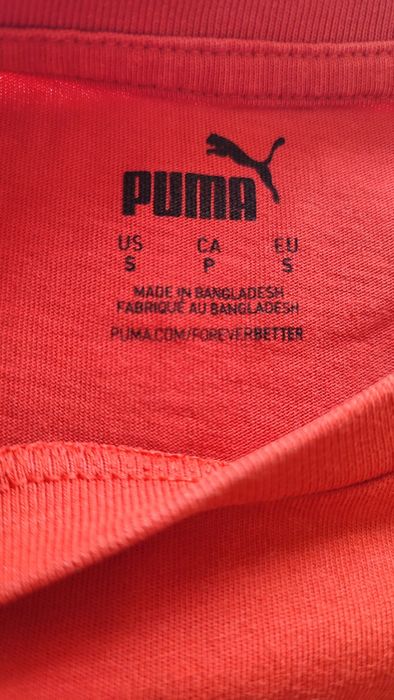 PUMA
US CA EU
S P S
MADE IN BANGLADESH
FABRIQUÉ AU BANGLADESH
PUMA.COM/FOREVERBETTER